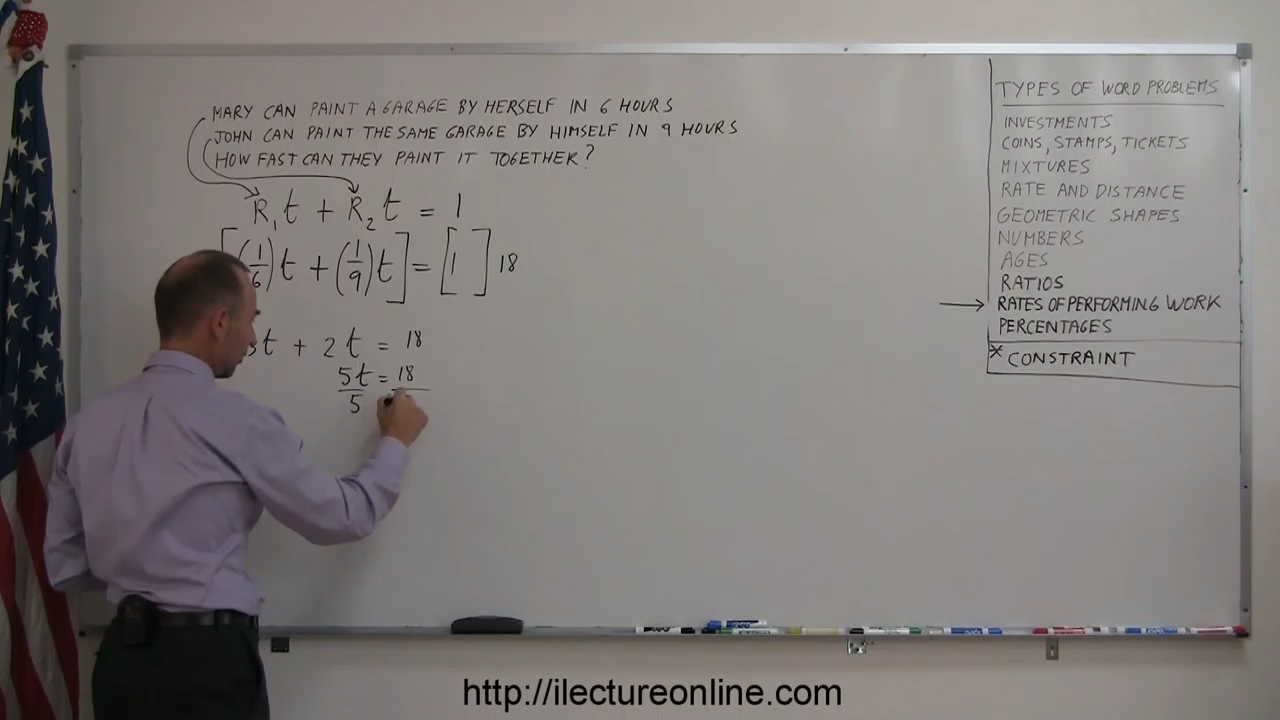 MARY CAN PAINT A GARAGE BY HERSELF IN 6 HOURS
JOHN CAN PAINT THE SAME GARAGE BY HIMSELF IN 9 HOURS
HOW FAST CAN THEY PAINT IT TOGETHER?
R₁t + R₂t = 1
[(1/6)t + (1/9)t] = [1] 18
t + 2t = 18
5t = 18
5
TYPES OF WORD PROBLEMS
INVESTMENTS
COINS, STAMPS, TICKETS
MIXTURES
RATE AND DISTANCE
GEOMETRIC SHAPES
NUMBERS
AGES
RATIOS
→ RATES OF PERFORMING WORK
PERCENTAGES
* CONSTRAINT
http://ilectureonline.com